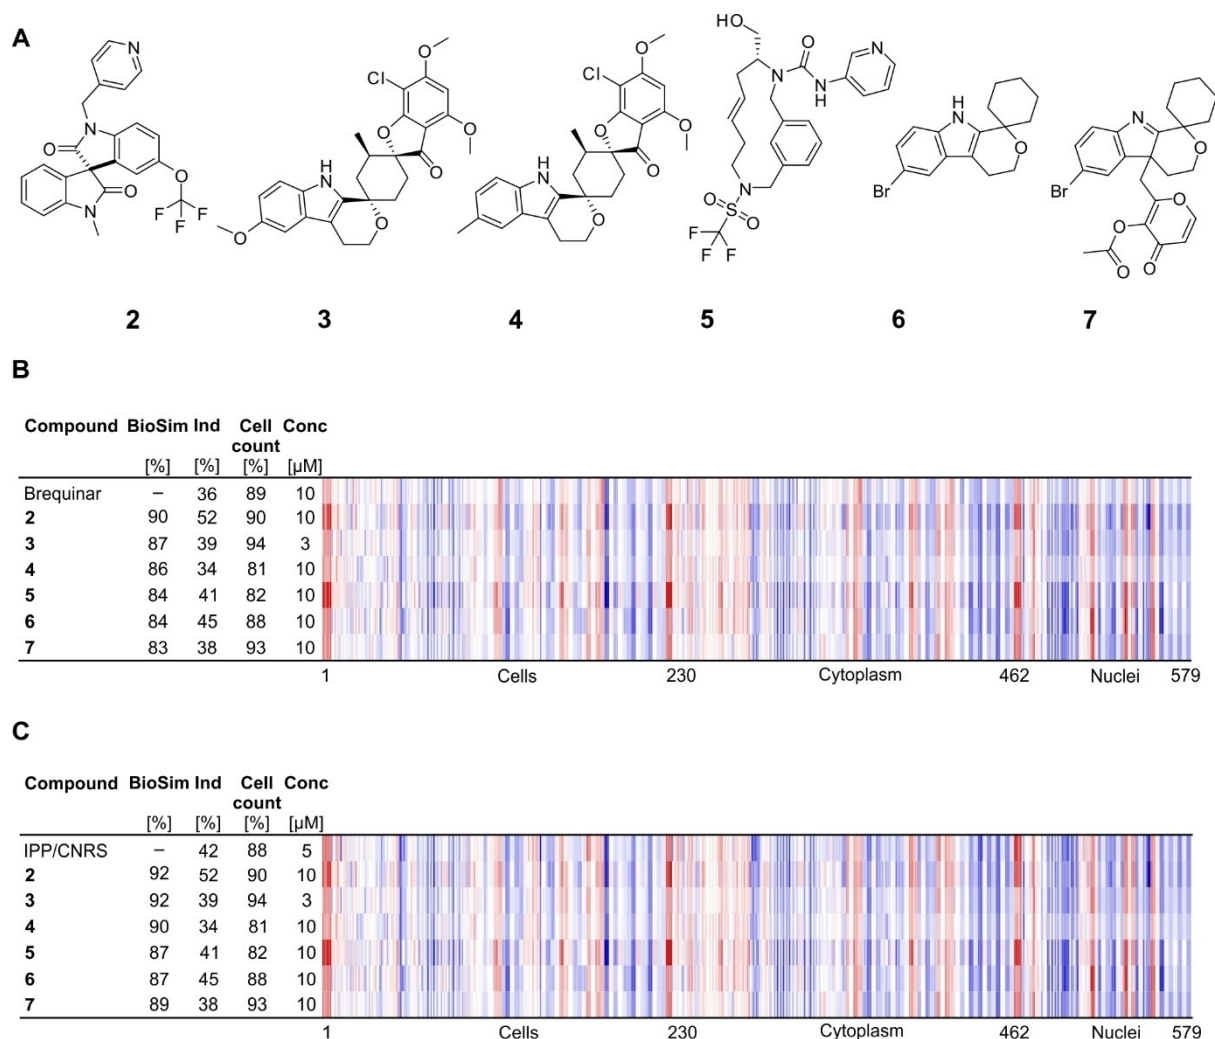 A
N
N
O
O
N
O
F
F
F
O
Cl
O
O
O
NH
O
O
O
Cl
O
O
O
NH
O
HO
O
N
N
NH
N
S
O
O
F
F
F
NH
O
Br
N
O
Br
O
O
O
O
2 3 4 5 6 7
B
Compound BioSim Ind Cell count Conc
[%] [%] [%] [µM]
Brequinar – 36 89 10
2 90 52 90 10
3 87 39 94 3
4 86 34 81 10
5 84 41 82 10
6 84 45 88 10
7 83 38 93 10
1 Cells 230 Cytoplasm 462 Nuclei 579
C
Compound BioSim Ind Cell count Conc
[%] [%] [%] [µM]
IPP/CNRS – 42 88 5
2 92 52 90 10
3 92 39 94 3
4 90 34 81 10
5 87 41 82 10
6 87 45 88 10
7 89 38 93 10
1 Cells 230 Cytoplasm 462 Nuclei 579